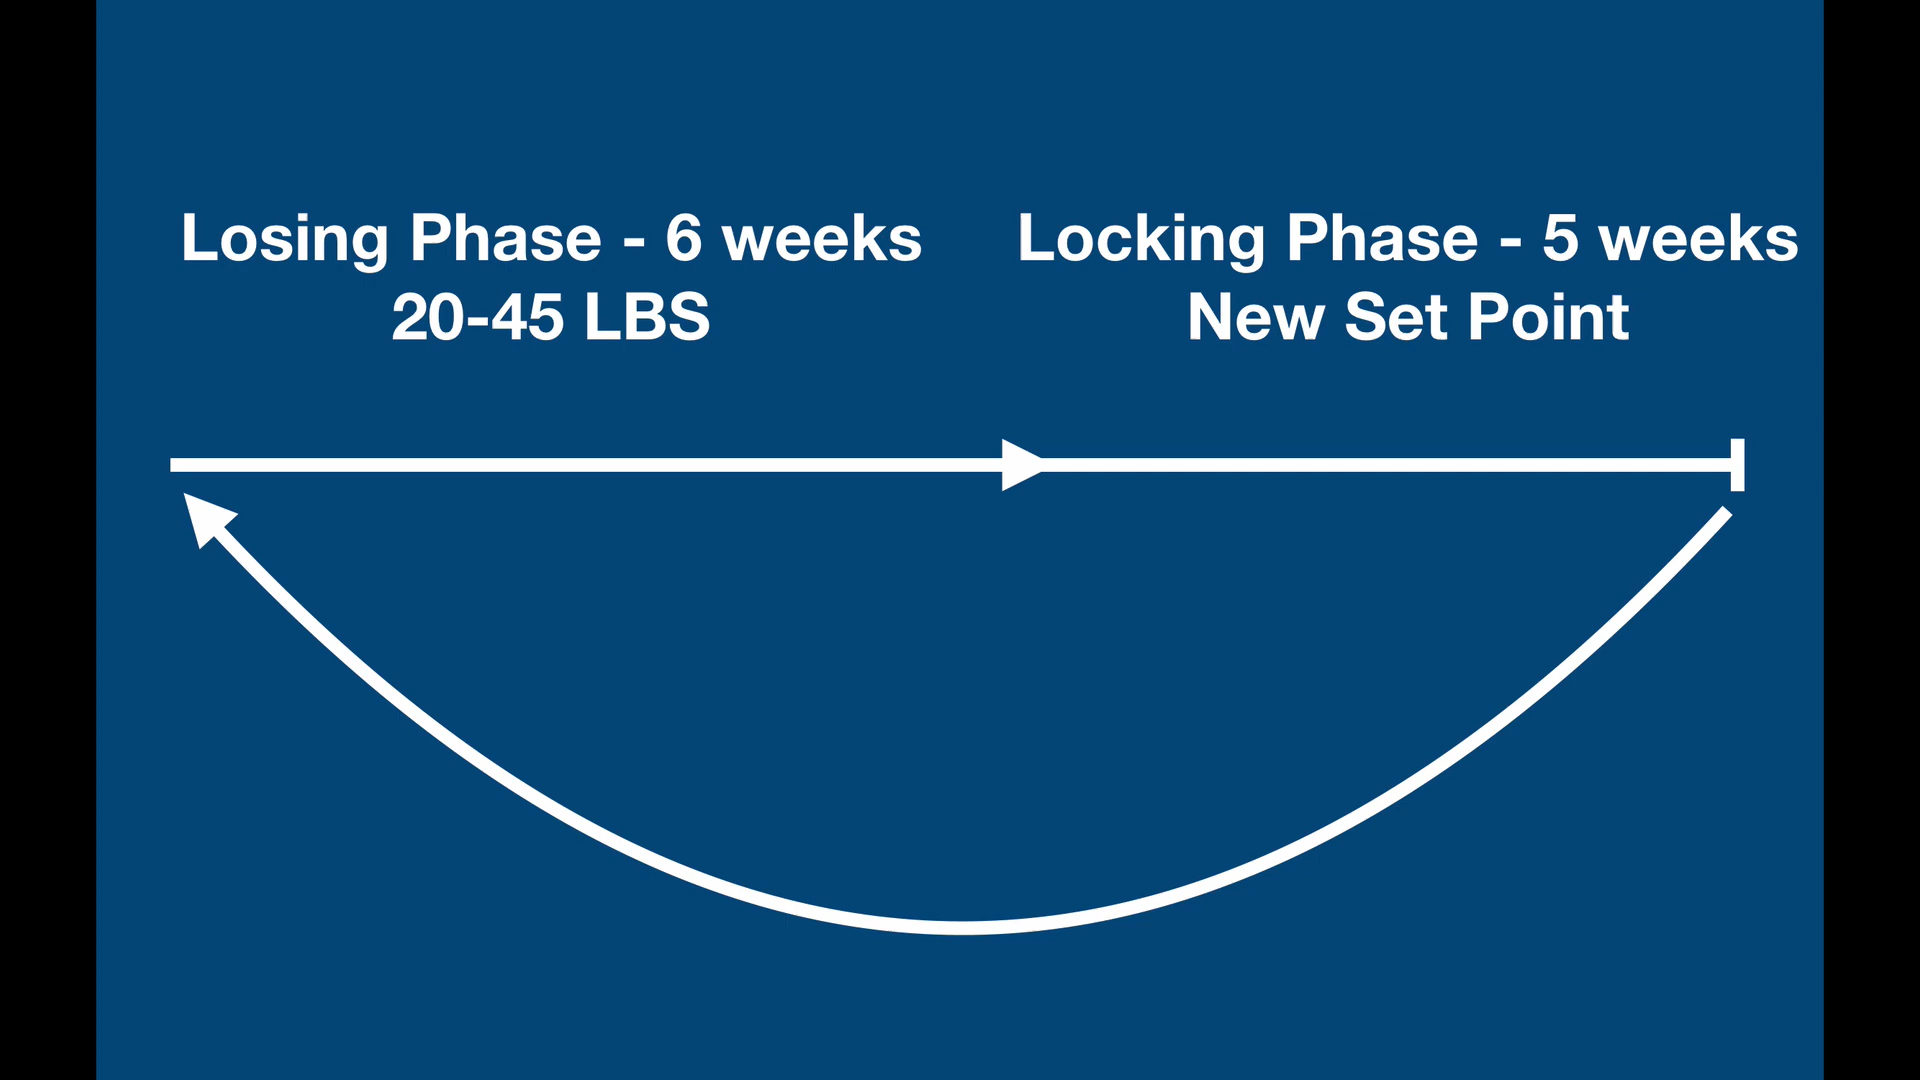 Losing Phase - 6 weeks
20-45 LBS
Locking Phase - 5 weeks
New Set Point